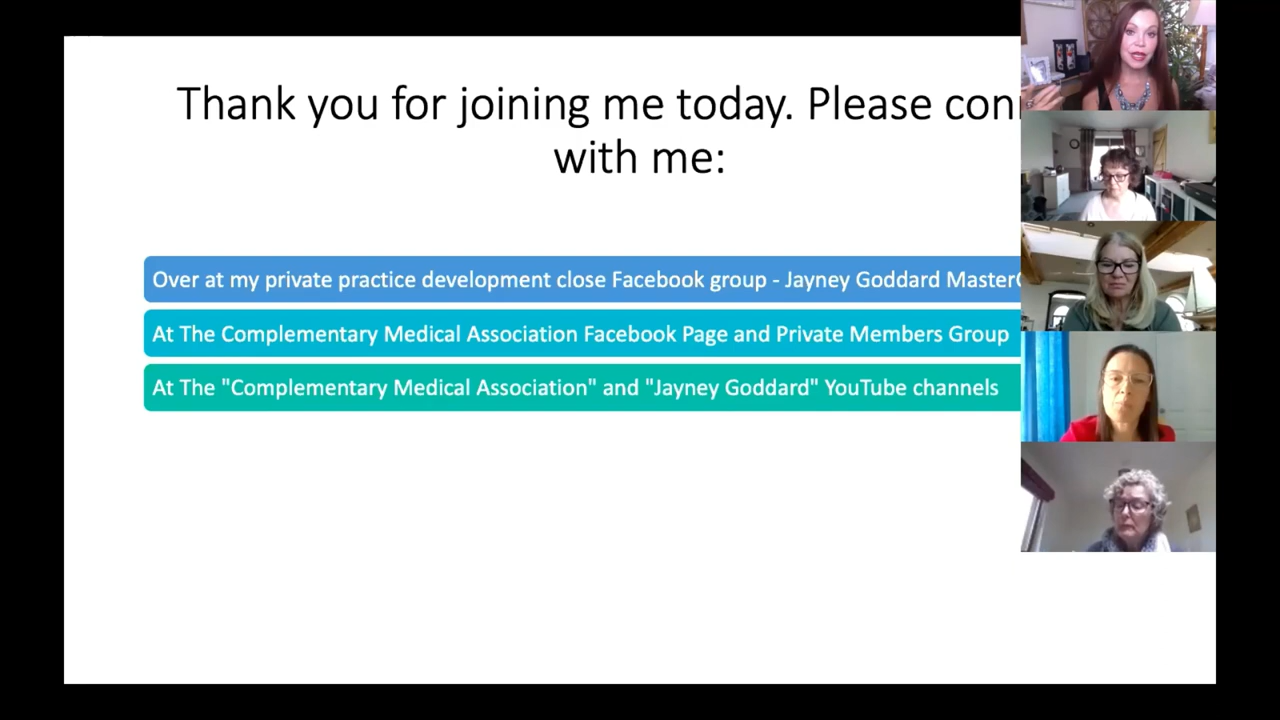 Thank you for joining me today. Please con
with me:
Over at my private practice development close Facebook group - Jayney Goddard Master
At The Complementary Medical Association Facebook Page and Private Members Group
At The "Complementary Medical Association" and "Jayney Goddard" YouTube channels